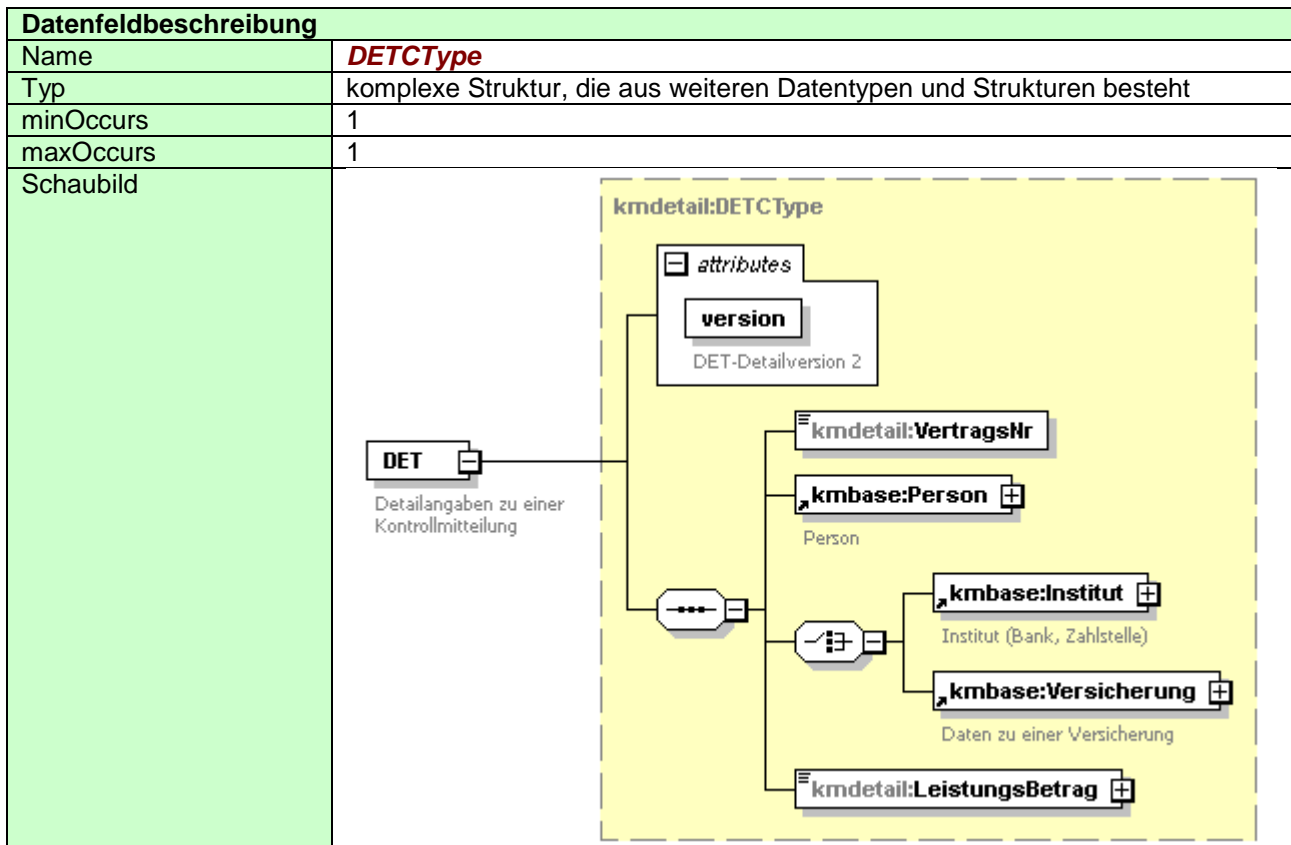 Datenfeldbeschreibung
Name DETCType
Typ komplexe Struktur, die aus weiteren Datentypen und Strukturen besteht
minOccurs 1
maxOccurs 1
Schaubild
kmdetail:DETCType
attributes
version
DET-Detailversion 2
DET
Detailangaben zu einer
Kontrollmitteilung
kmdetail:VertragsNr
kmbase:Person
Person
kmbase:Institut
Institut (Bank, Zahlstelle)
kmbase:Versicherung
Daten zu einer Versicherung
kmdetail:LeistungsBetrag